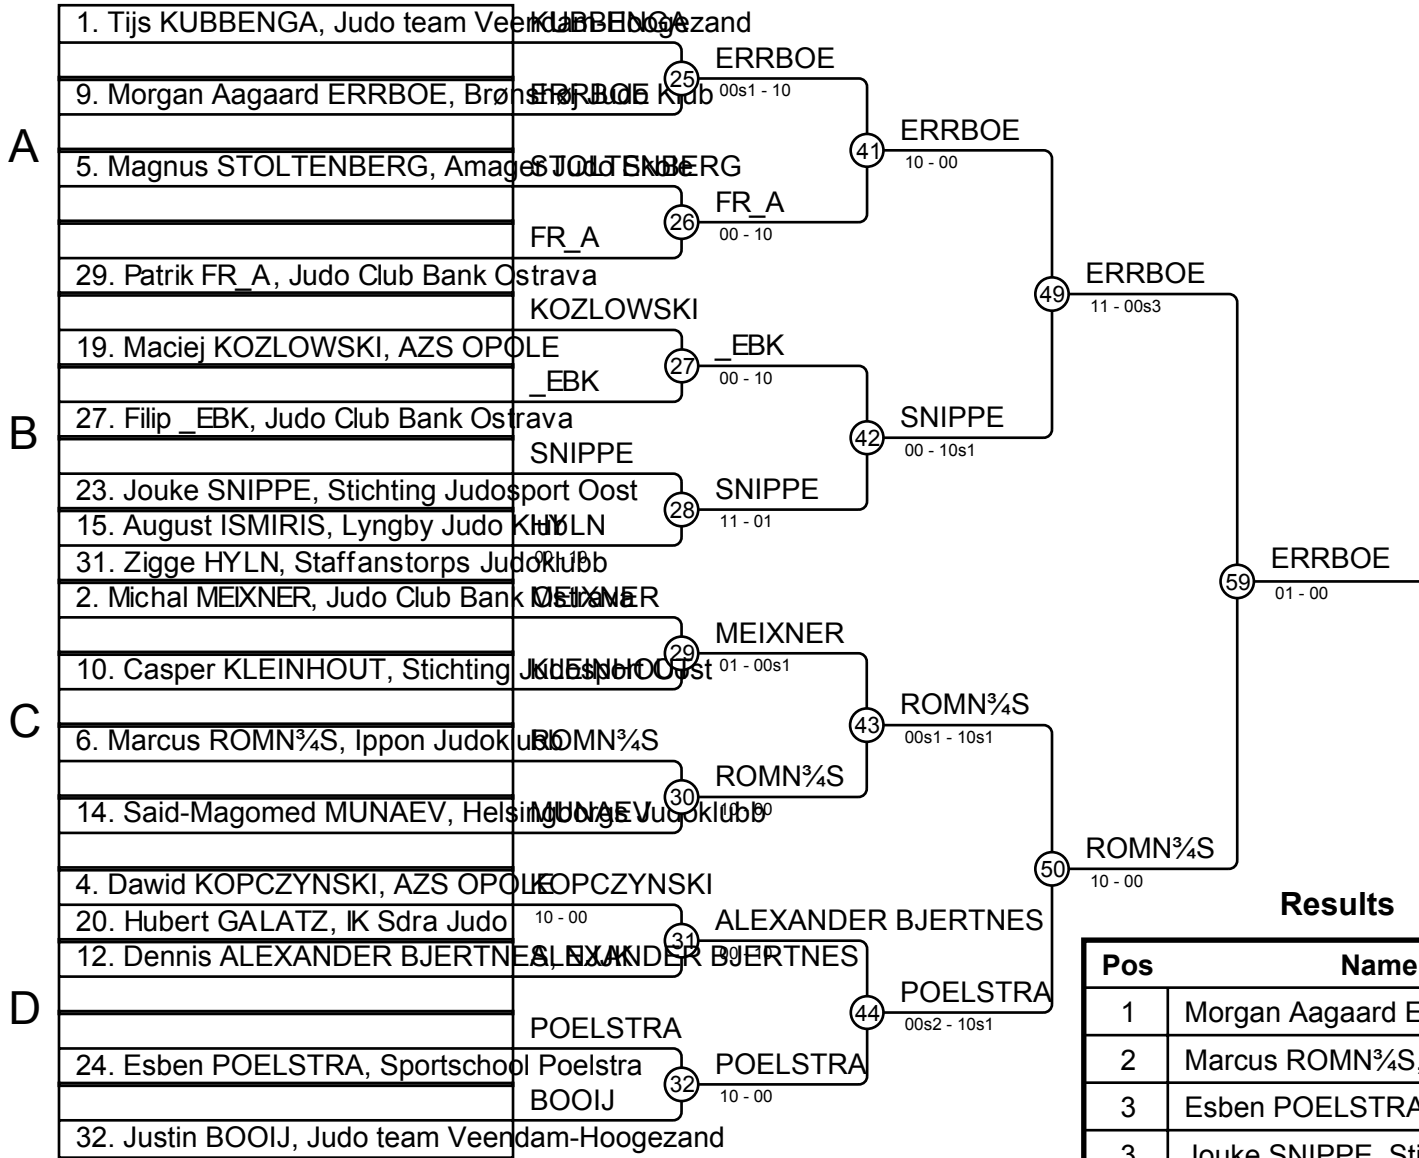 1. Tijs KUBBENGA, Judo team Veendam-Hoogezand
KUBBENGA
ERRBOE
25
00s1 - 10
9. Morgan Aagaard ERRBOE, Brønshøj Judo Klub
ERRBOE
A
ERRBOE
41
10 - 00
5. Magnus STOLTENBERG, Amager Judo Skole
STOLTENBERG
FR_A
26
00 - 10
FR_A
29. Patrik FR_A, Judo Club Bank Ostrava
ERRBOE
49
11 - 00s3
KOZLOWSKI
19. Maciej KOZLOWSKI, AZS OPOLE
_EBK
27
00 - 10
_EBK
27. Filip _EBK, Judo Club Bank Ostrava
B
SNIPPE
42
00 - 10s1
SNIPPE
23. Jouke SNIPPE, Stichting Judosport Oost
SNIPPE
28
11 - 01
15. August ISMIRIS, Lyngby Judo Klub
HYLN
00 - 10
31. Zigge HYLN, Staffanstorps Judoklubb
ERRBOE
59
01 - 00
2. Michal MEIXNER, Judo Club Bank Ostrava
MEIXNER
MEIXNER
29
01 - 00s1
10. Casper KLEINHOUT, Stichting Judosport Oost
KLEINHOUT
C
ROMN¾S
43
00s1 - 10s1
6. Marcus ROMN¾S, Ippon Judoklubb
ROMN¾S
ROMN¾S
30
10 - 00
14. Said-Magomed MUNAEV, Helsingborgs Judoklubb
MUNAEV
ROMN¾S
50
10 - 00
4. Dawid KOPCZYNSKI, AZS OPOLE
KOPCZYNSKI
10 - 00
20. Hubert GALATZ, IK Sdra Judo
ALEXANDER BJERTNES
31
00 - 10
12. Dennis ALEXANDER BJERTNES, NJJK
ALEXANDER BJERTNES
D
POELSTRA
44
00s2 - 10s1
POELSTRA
24. Esben POELSTRA, Sportschool Poelstra
POELSTRA
32
10 - 00
BOOIJ
32. Justin BOOIJ, Judo team Veendam-Hoogezand
Results
Pos Name
1 Morgan Aagaard E
2 Marcus ROMN¾S,
3 Esben POELSTRA
3 Jouke SNIPPE, Sti